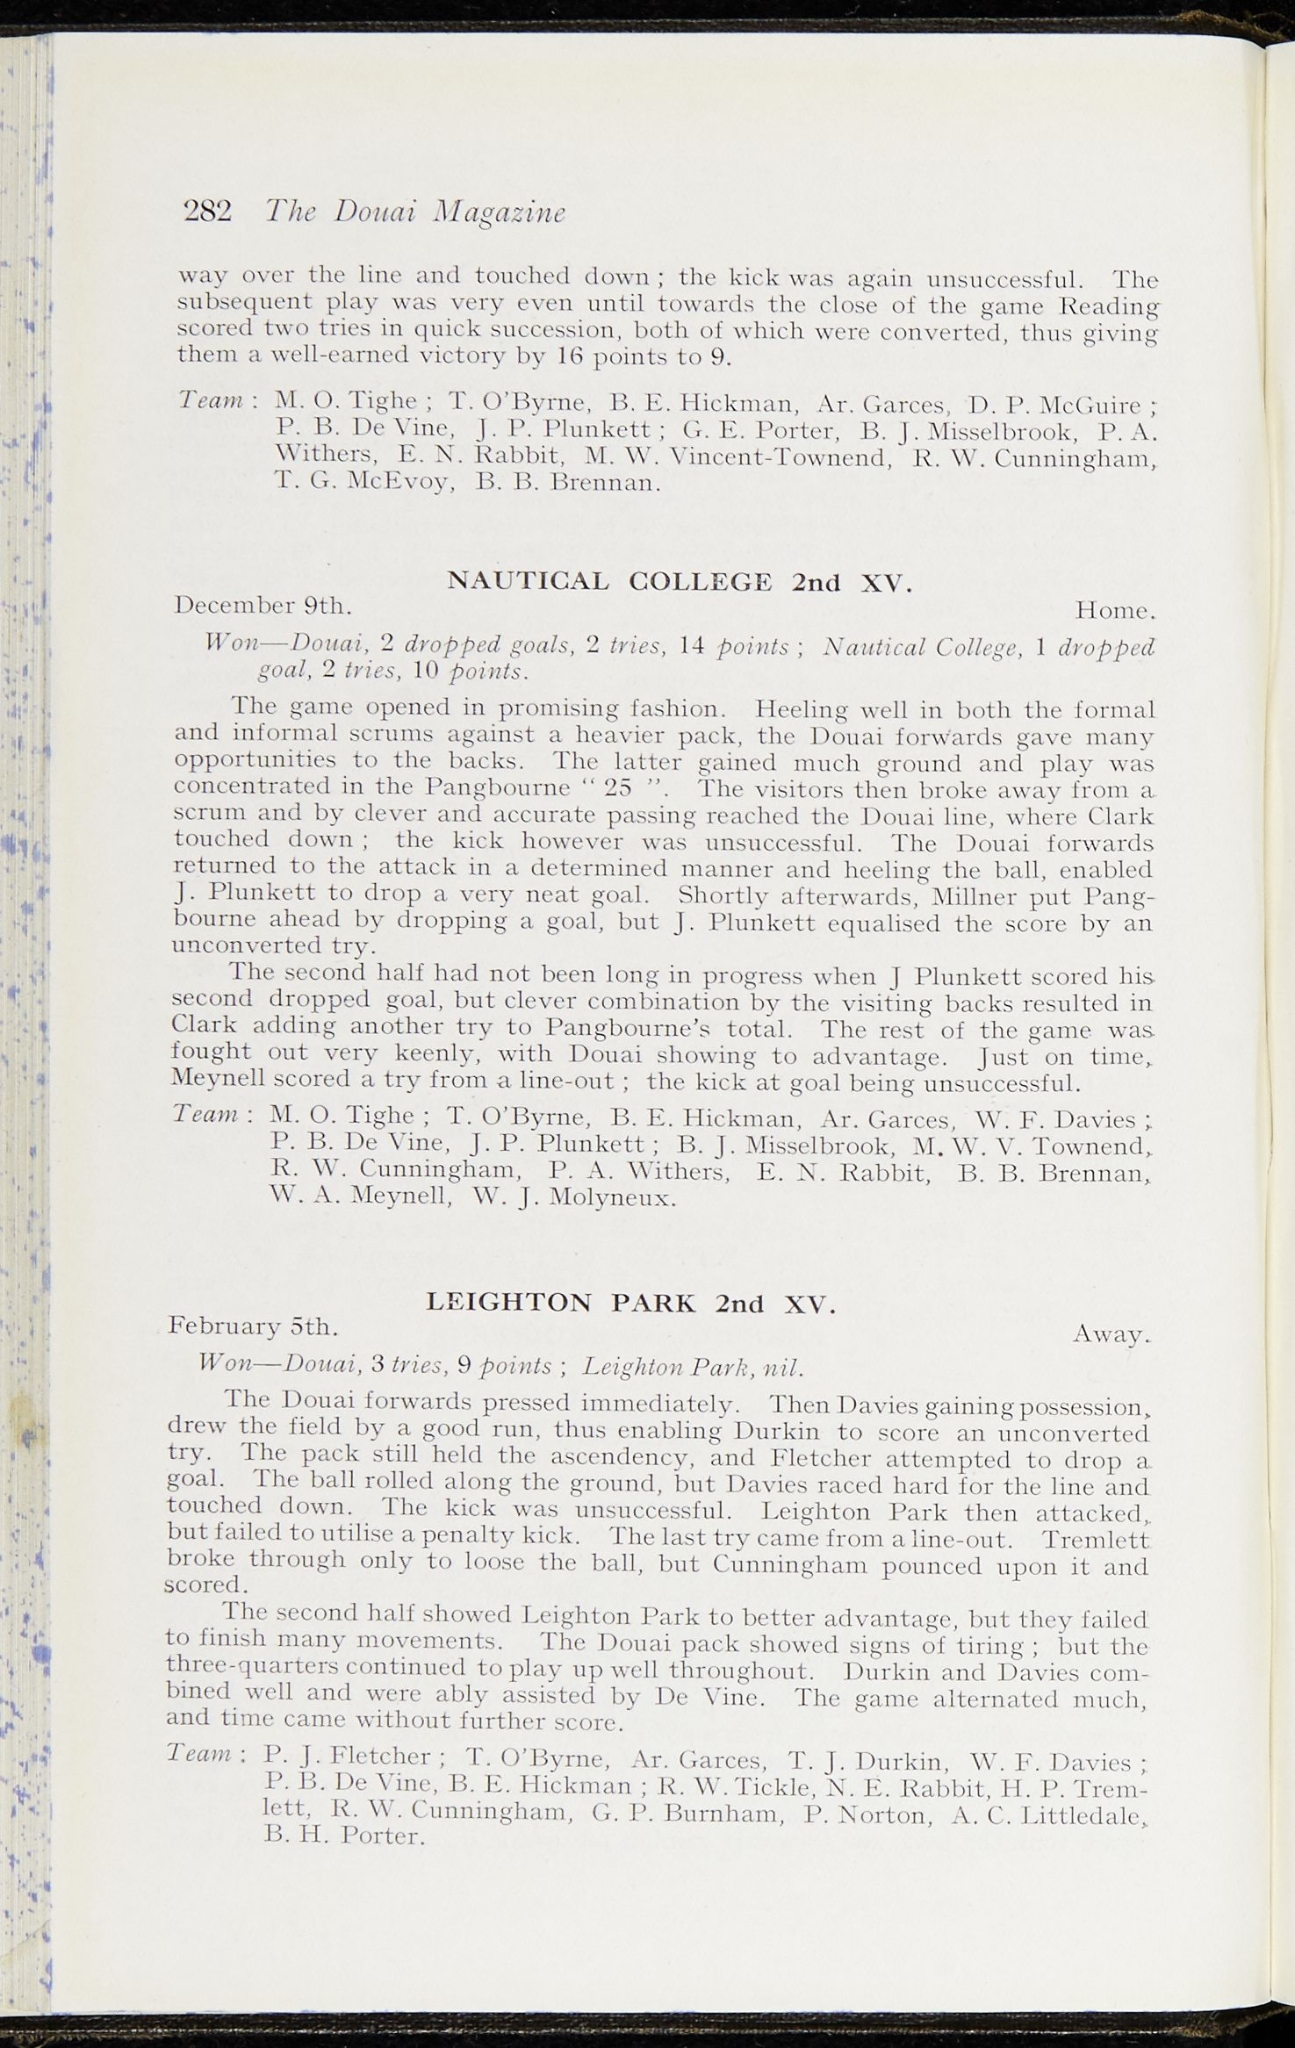 282 The Douai Magazine
way over the line and touched down ; the kick was again unsuccessful. The
subsequent play was very even until towards the close of the game Reading
scored two tries in quick succession, both of which were converted, thus giving
them a well-earned victory by 16 points to 9.
Team : M. O. Tighe ; T. O'Byrne, B. E. Hickman, Ar. Garces, D. P. McGuire ;
P. B. De Vine, J. P. Plunkett ; G. E. Porter, B. J. Misselbrook, P. A.
Withers, E. N. Rabbit, M. W. Vincent-Townend, R. W. Cunningham,
T. G. McEvoy, B. B. Brennan.
NAUTICAL COLLEGE 2nd XV.
December 9th. Home.
Won—Douai, 2 dropped goals, 2 tries, 14 points ; Nautical College, 1 dropped
goal, 2 tries, 10 points.
The game opened in promising fashion. Heeling well in both the formal
and informal scrums against a heavier pack, the Douai forwards gave many
opportunities to the backs. The latter gained much ground and play was
concentrated in the Pangbourne " 25 ". The visitors then broke away from a
scrum and by clever and accurate passing reached the Douai line, where Clark
touched down ; the kick however was unsuccessful. The Douai forwards
returned to the attack in a determined manner and heeling the ball, enabled
J. Plunkett to drop a very neat goal. Shortly afterwards, Millner put Pang-
bourne ahead by dropping a goal, but J. Plunkett equalised the score by an
unconverted try.
The second half had not been long in progress when J Plunkett scored his
second dropped goal, but clever combination by the visiting backs resulted in
Clark adding another try to Pangbourne's total. The rest of the game was
fought out very keenly, with Douai showing to advantage. Just on time,
Meynell scored a try from a line-out ; the kick at goal being unsuccessful.
Team : M. O. Tighe ; T. O'Byrne, B. E. Hickman, Ar. Garces, W. F. Davies ;
P. B. De Vine, J. P. Plunkett ; B. J. Misselbrook, M. W. V. Townend,
R. W. Cunningham, P. A. Withers, E. N. Rabbit, B. B. Brennan,
W. A. Meynell, W. J. Molyneux.
LEIGHTON PARK 2nd XV.
February 5th. Away.
Won—Douai, 3 tries, 9 points ; Leighton Park, nil.
The Douai forwards pressed immediately. Then Davies gaining possession,
drew the field by a good run, thus enabling Durkin to score an unconverted
try. The pack still held the ascendency, and Fletcher attempted to drop a
goal. The ball rolled along the ground, but Davies raced hard for the line and
touched down. The kick was unsuccessful. Leighton Park then attacked,
but failed to utilise a penalty kick. The last try came from a line-out. Tremlett
broke through only to loose the ball, but Cunningham pounced upon it and
scored.
The second half showed Leighton Park to better advantage, but they failed
to finish many movements. The Douai pack showed signs of tiring ; but the
three-quarters continued to play up well throughout. Durkin and Davies com-
bined well and were ably assisted by De Vine. The game alternated much,
and time came without further score.
Team : P. J. Fletcher ; T. O'Byrne, Ar. Garces, T. J. Durkin, W. F. Davies ;
P. B. De Vine, B. E. Hickman ; R. W. Tickle, N. E. Rabbit, H. P. Trem-
lett, R. W. Cunningham, G. P. Burnham, P. Norton, A. C. Littledale,
B. H. Porter.